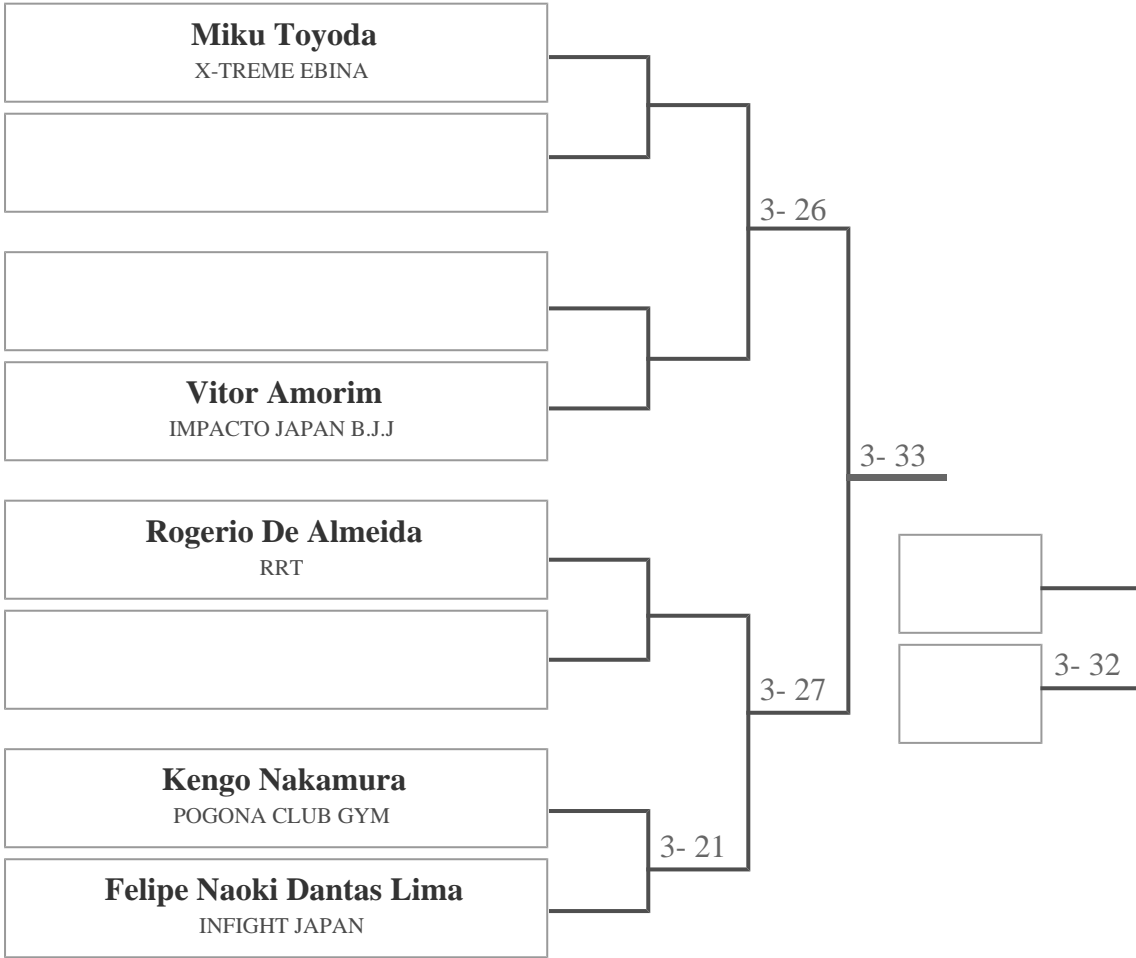 Miku Toyoda
X-TREME EBINA
3- 26
Vitor Amorim
IMPACTO JAPAN B.J.J
3- 33
Rogerio De Almeida
RRT
3- 27
3- 32
Kengo Nakamura
POGONA CLUB GYM
3- 21
Felipe Naoki Dantas Lima
INFIGHT JAPAN